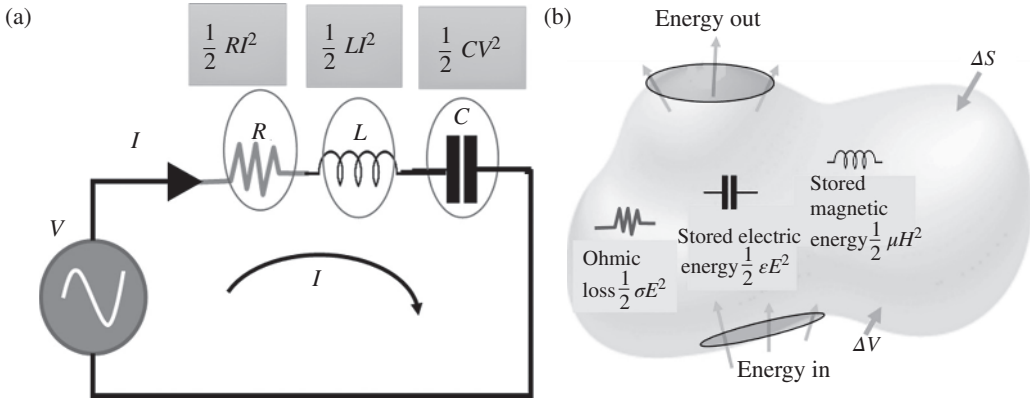 (a)
½ RI²
½ LI²
½ CV²
I
R
L
C
V
I
(b)
Energy out
ΔS
Stored
magnetic
energy ½ μH²
Stored electric
energy ½ εE²
Ohmic
loss ½ σE²
ΔV
Energy in